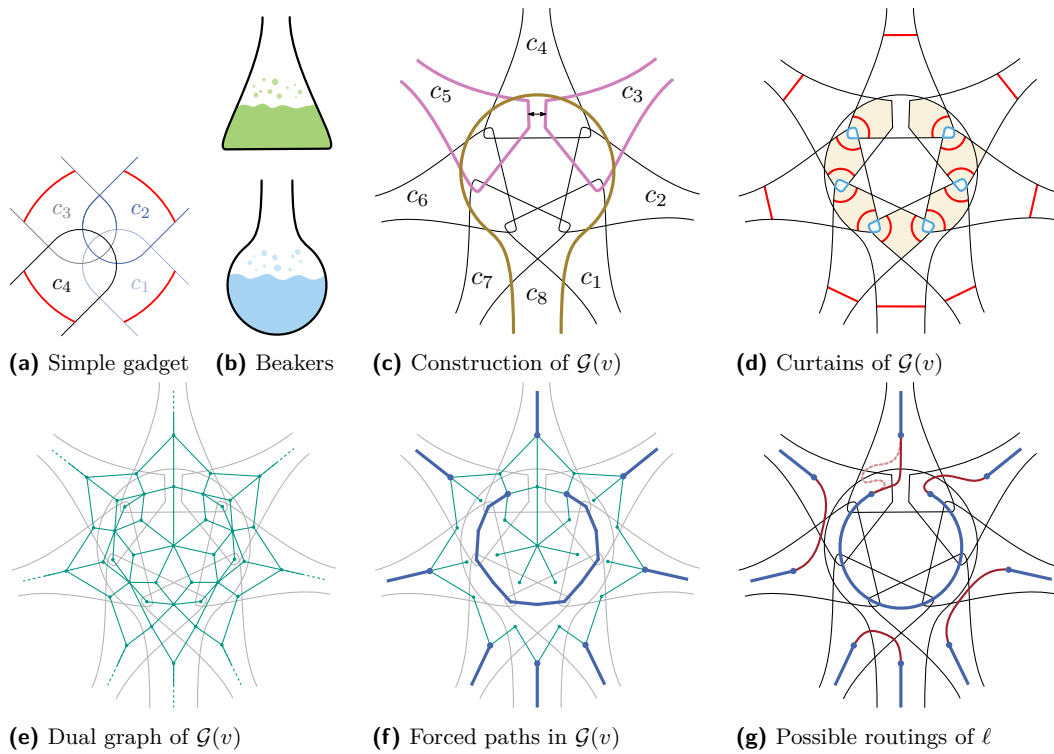 c3 c2
c4 c1
(a) Simple gadget
(b) Beakers
c4
c5 c3
c6 c2
c7 c8 c1
(c) Construction of 𝒢(v)
(d) Curtains of 𝒢(v)
(e) Dual graph of 𝒢(v)
(f) Forced paths in 𝒢(v)
(g) Possible routings of ℓ